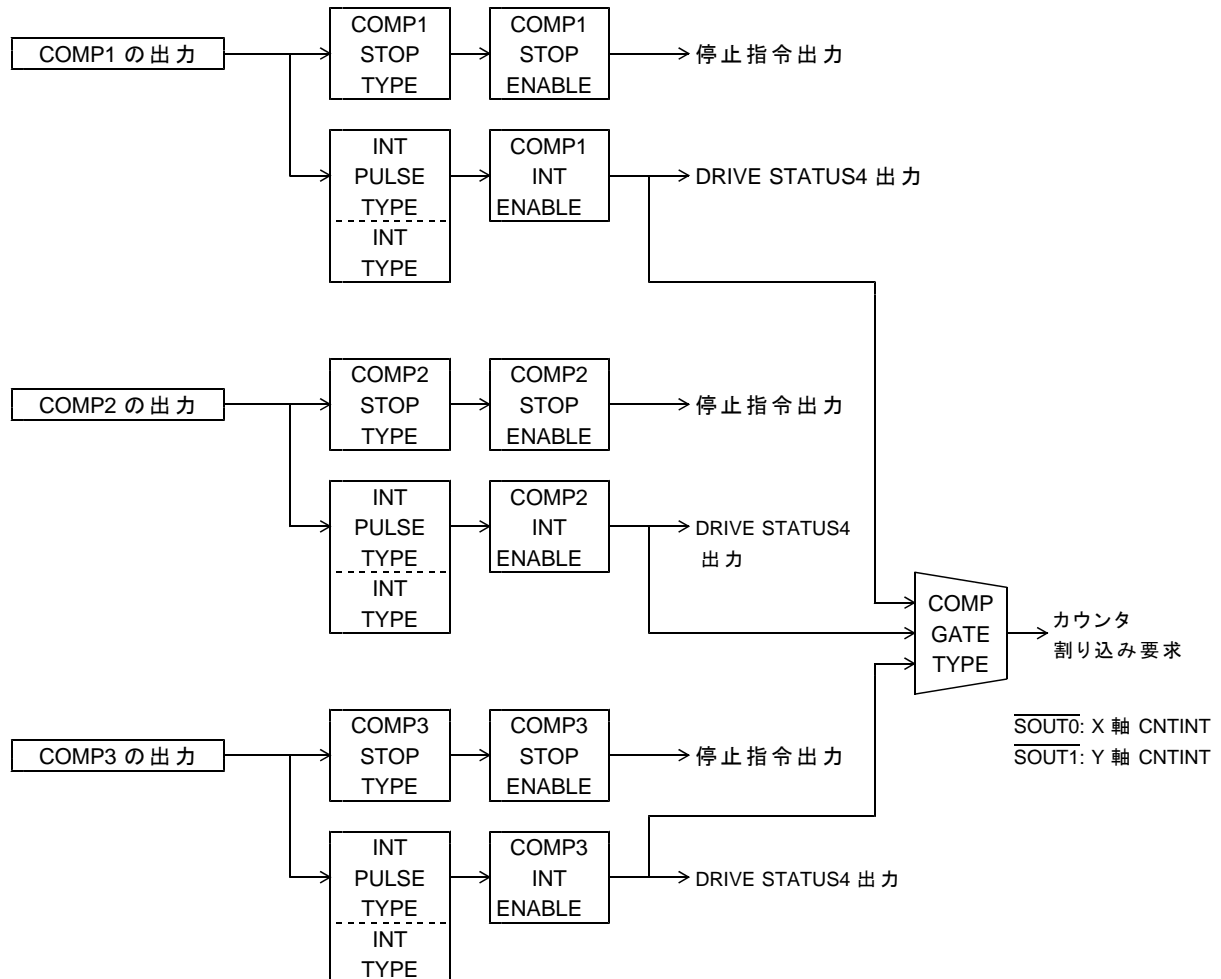 COMP1 の出力
COMP1
STOP
TYPE
COMP1
STOP
ENABLE
停止指令出力
INT
PULSE
TYPE
INT
TYPE
COMP1
INT
ENABLE
DRIVE STATUS4 出力
COMP2 の出力
COMP2
STOP
TYPE
COMP2
STOP
ENABLE
停止指令出力
INT
PULSE
TYPE
INT
TYPE
COMP2
INT
ENABLE
DRIVE STATUS4
出力
COMP
GATE
TYPE
カウンタ
割り込み要求
SOUT0: X 軸 CNTINT
SOUT1: Y 軸 CNTINT
COMP3 の出力
COMP3
STOP
TYPE
COMP3
STOP
ENABLE
停止指令出力
INT
PULSE
TYPE
INT
TYPE
COMP3
INT
ENABLE
DRIVE STATUS4 出力